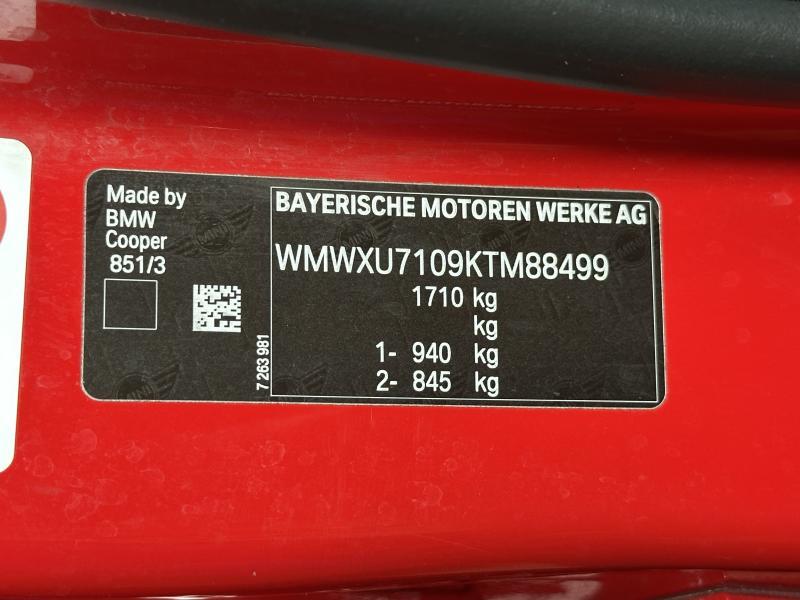 Made by
BMW
Cooper
851/3
7 263 981
BAYERISCHE MOTOREN WERKE AG
WMWXU7109KTM88499
1710 kg
kg
1- 940 kg
2- 845 kg